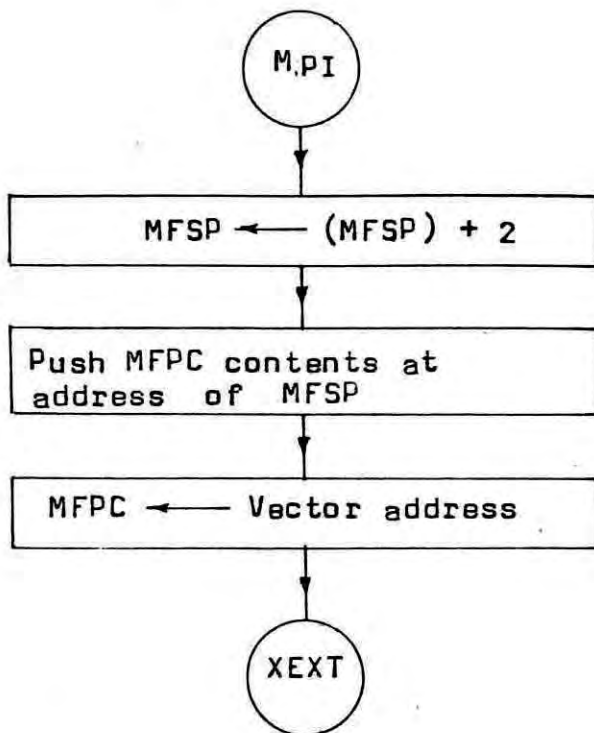 M,PI
MFSP ← (MFSP) + 2
Push MFPC contents at
address of MFSP
MFPC ← Vector address
XEXT